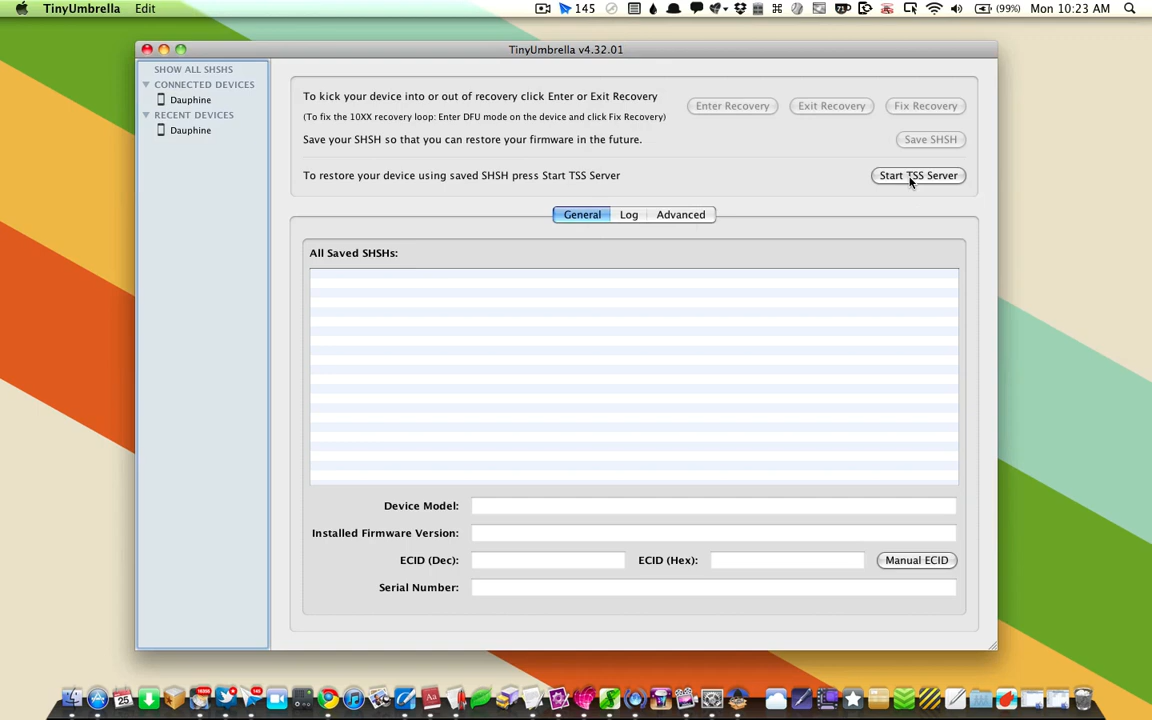 TinyUmbrella Edit 145 (99%) Mon 10:23 AM
TinyUmbrella v4.32.01
SHOW ALL SHSHS
CONNECTED DEVICES
Dauphine
RECENT DEVICES
Dauphine
To kick your device into or out of recovery click Enter or Exit Recovery
(To fix the 10XX recovery loop: Enter DFU mode on the device and click Fix Recovery)
Enter Recovery Exit Recovery Fix Recovery
Save your SHSH so that you can restore your firmware in the future.
Save SHSH
To restore your device using saved SHSH press Start TSS Server
Start TSS Server
General Log Advanced
All Saved SHSHs:
Device Model:
Installed Firmware Version:
ECID (Dec): ECID (Hex): Manual ECID
Serial Number: